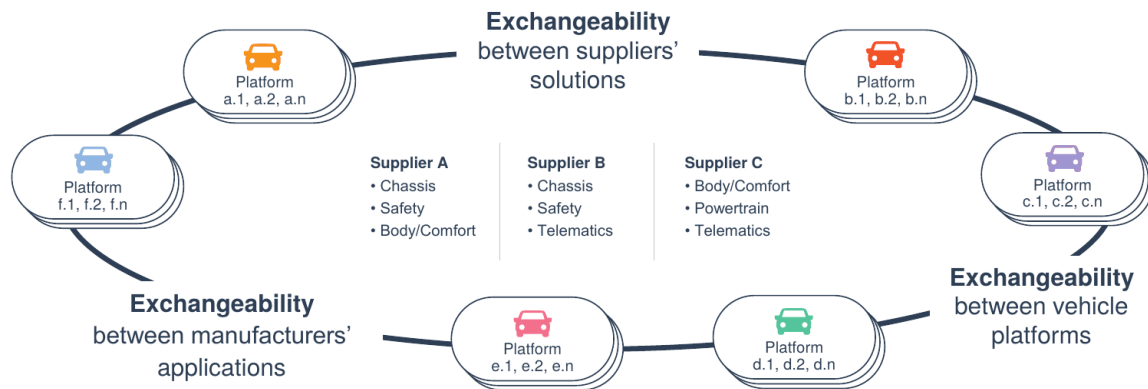 Exchangeability
between suppliers’
solutions
Platform
a.1, a.2, a.n
Platform
b.1, b.2, b.n
Platform
f.1, f.2, f.n
Platform
c.1, c.2, c.n
Supplier A
• Chassis
• Safety
• Body/Comfort
Supplier B
• Chassis
• Safety
• Telematics
Supplier C
• Body/Comfort
• Powertrain
• Telematics
Exchangeability
between manufacturers’
applications
Platform
e.1, e.2, e.n
Platform
d.1, d.2, d.n
Exchangeability
between vehicle
platforms